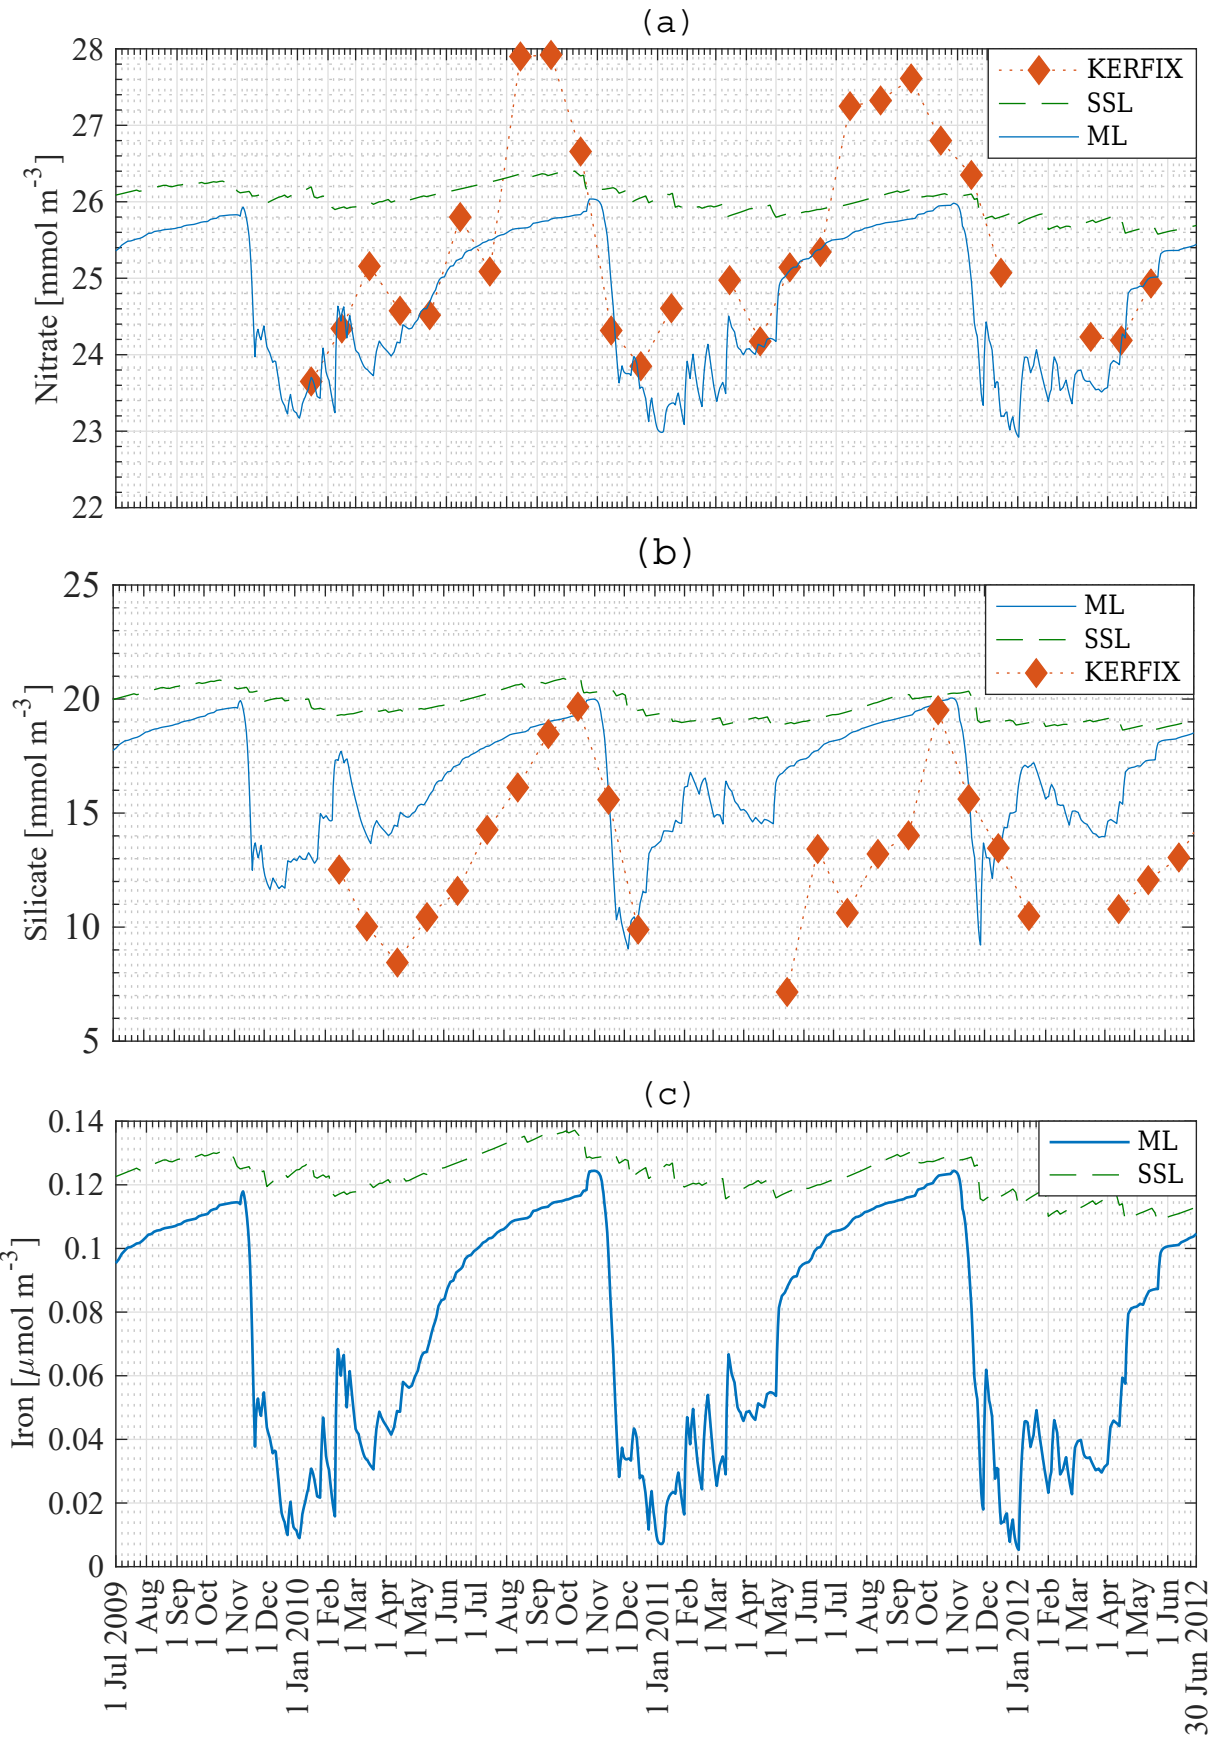 (a)
Nitrate [mmol m-3]
28
27
26
25
24
23
22
KERFIX
SSL
ML
(b)
Silicate [mmol m-3]
25
20
15
10
5
ML
SSL
KERFIX
(c)
Iron [μmol m-3]
0.14
0.12
0.1
0.08
0.06
0.04
0.02
0
ML
SSL
1 Jul 2009
1 Aug
1 Sep
1 Oct
1 Nov
1 Dec
1 Jan 2010
1 Feb
1 Mar
1 Apr
1 May
1 Jun
1 Jul
1 Aug
1 Sep
1 Oct
1 Nov
1 Dec
1 Jan 2011
1 Feb
1 Mar
1 Apr
1 May
1 Jun
1 Jul
1 Aug
1 Sep
1 Oct
1 Nov
1 Dec
1 Jan 2012
1 Feb
1 Mar
1 Apr
1 May
1 Jun
30 Jun 2012